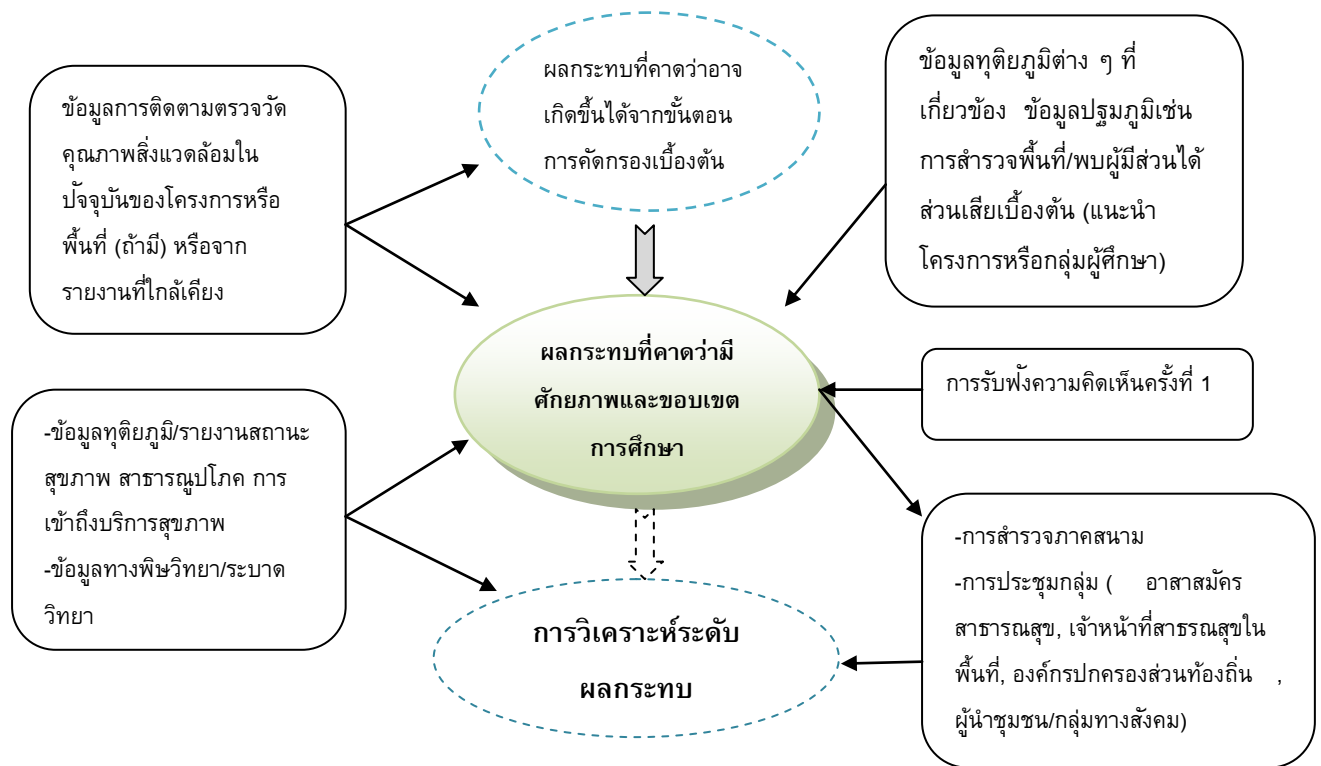 ผลกระทบที่คาดว่าอาจ
เกิดขึ้นได้จากขั้นตอน
การคัดกรองเบื้องต้น
ข้อมูลการติดตามตรวจวัด
คุณภาพสิ่งแวดล้อมใน
ปัจจุบันของโครงการหรือ
พื้นที่ (ถ้ามี) หรือจาก
รายงานที่ใกล้เคียง
ข้อมูลทุติยภูมิต่าง ๆ ที่
เกี่ยวข้อง ข้อมูลปฐมภูมิเช่น
การสำรวจพื้นที่/พบผู้มีส่วนได้
ส่วนเสียเบื้องต้น (แนะนำ
โครงการหรือกลุ่มผู้ศึกษา)
ผลกระทบที่คาดว่ามี
ศักยภาพและขอบเขต
การศึกษา
การรับฟังความคิดเห็นครั้งที่ 1
-ข้อมูลทุติยภูมิ/รายงานสถานะ
สุขภาพ สาธารณูปโภค การ
เข้าถึงบริการสุขภาพ
-ข้อมูลทางพิษวิทยา/ระบาด
วิทยา
-การสำรวจภาคสนาม
-การประชุมกลุ่ม ( อาสาสมัคร
สาธารณสุข, เจ้าหน้าที่สาธรณสุขใน
พื้นที่, องค์กรปกครองส่วนท้องถิ่น ,
ผู้นำชุมชน/กลุ่มทางสังคม)
การวิเคราะห์ระดับ
ผลกระทบ